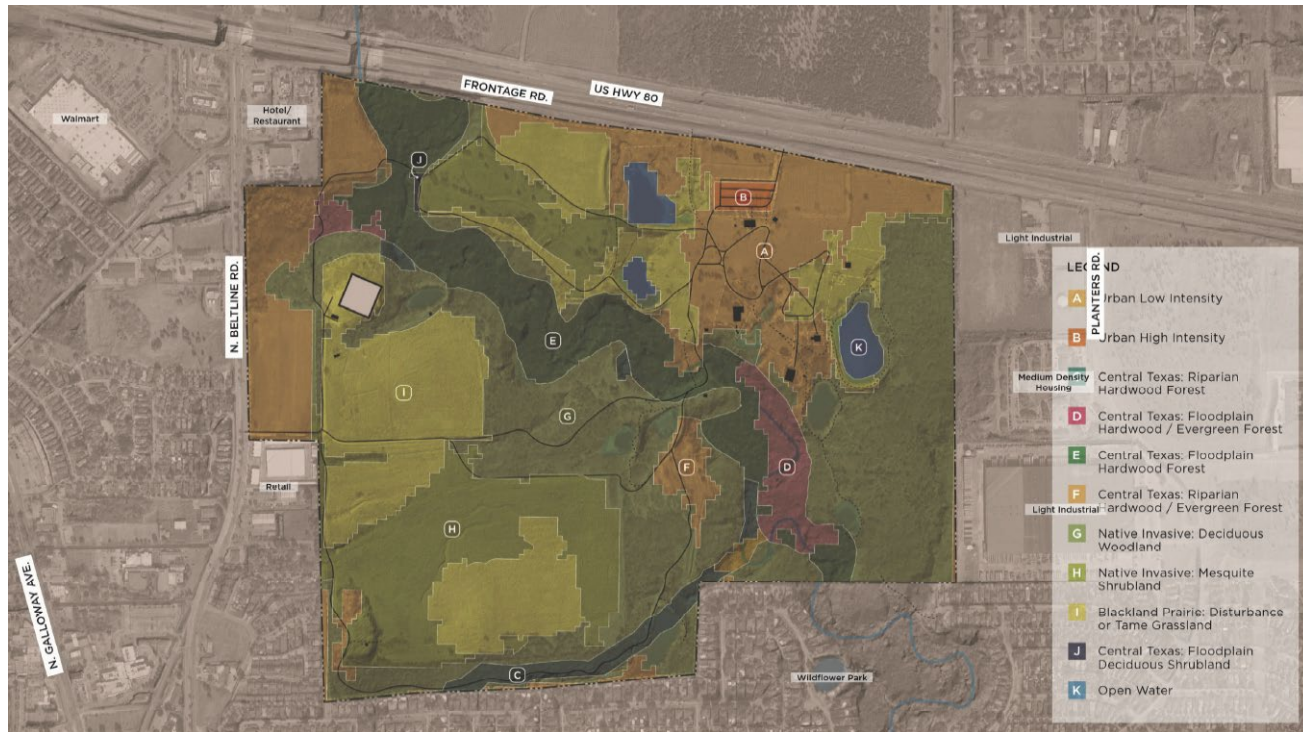 FRONTAGE RD.
US HWY 80
Walmart
Hotel/
Restaurant
J
B
A
Light Industrial
N. BELTLINE RD.
PLANTERS RD.
E
K
Medium Density
Housing
I
G
F
D
Retail
Light Industrial
H
N. GALLOWAY AVE.
C
Wildflower Park
LEGEND
A Urban Low Intensity
B Urban High Intensity
Central Texas: Riparian
Hardwood Forest
D Central Texas: Floodplain
Hardwood / Evergreen Forest
E Central Texas: Floodplain
Hardwood Forest
F Central Texas: Riparian
Hardwood / Evergreen Forest
G Native Invasive: Deciduous
Woodland
H Native Invasive: Mesquite
Shrubland
I Blackland Prairie: Disturbance
or Tame Grassland
J Central Texas: Floodplain
Deciduous Shrubland
K Open Water